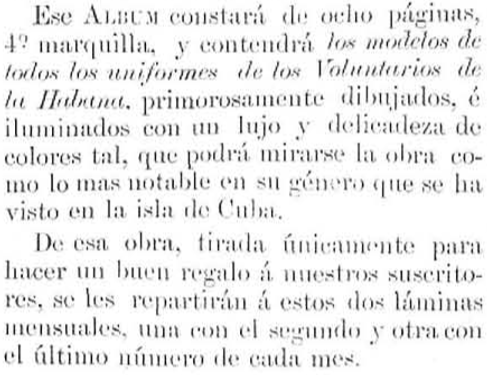 Ese ALBUM constará de ocho páginas,
4º marquilla, y contendrá los modelos de
todos los uniformes de los Voluntarios de
la Habana, primorosamente dibujados, é
iluminados con un lujo y delicadeza de
colores tal, que podrá mirarse la obra co-
mo lo mas notable en su género que se ha
visto en la isla de Cuba.
De esa obra, tirada únicamente para
hacer un buen regalo á nuestros suscrito-
res, se les repartirán á estos dos láminas
mensuales, una con el segundo y otra con
el último número de cada mes.